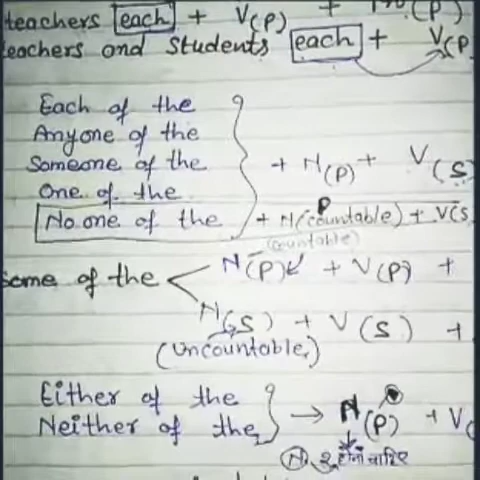 teachers each + V(P) + (P)
teachers and students each + V(P
Each of the
Anyone of the
Someone of the
One of the
+ N(P) + V(S)
No one of the + N(countable) + V(S
(countable)
Some of the < N(P) + V(P) +
N(S) + V(S) +
(Uncountable)
Either of the
Neither of the } → N(P) + V
(N) 2 होनी चाहिए